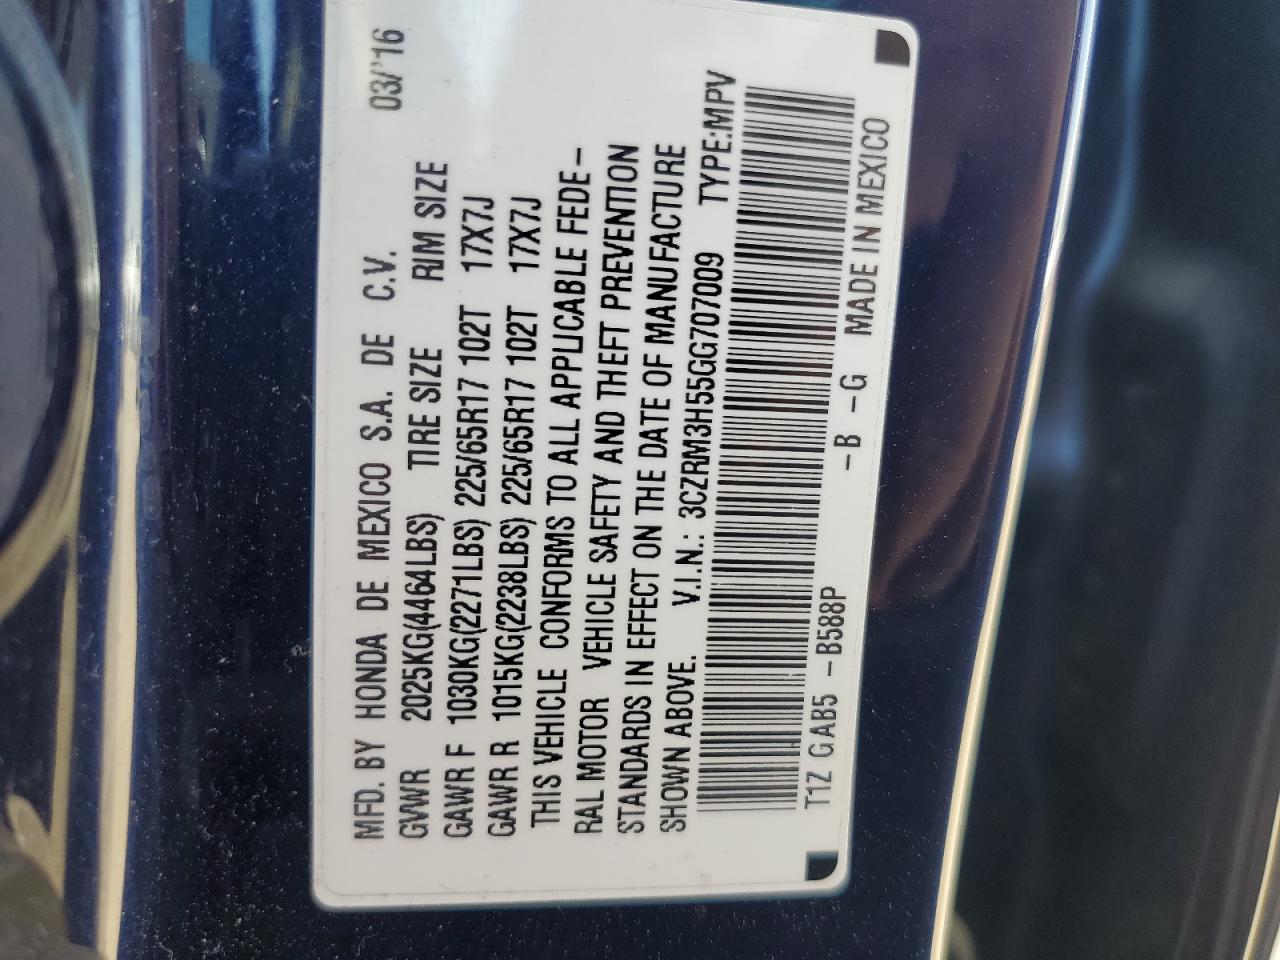 MFD. BY HONDA DE MEXICO S.A. DE C.V. 03/'16
GVWR 2025KG(4464LBS) TIRE SIZE RIM SIZE
GAWR F 1030KG(2271LBS) 225/65R17 102T 17X7J
GAWR R 1015KG(2238LBS) 225/65R17 102T 17X7J
THIS VEHICLE CONFORMS TO ALL APPLICABLE FEDE-
RAL MOTOR VEHICLE SAFETY AND THEFT PREVENTION
STANDARDS IN EFFECT ON THE DATE OF MANUFACTURE
SHOWN ABOVE. V.I.N.: 3CZRM3H55GG707009 TYPE:MPV
T1Z GAB5 -B588P -B -G MADE IN MEXICO